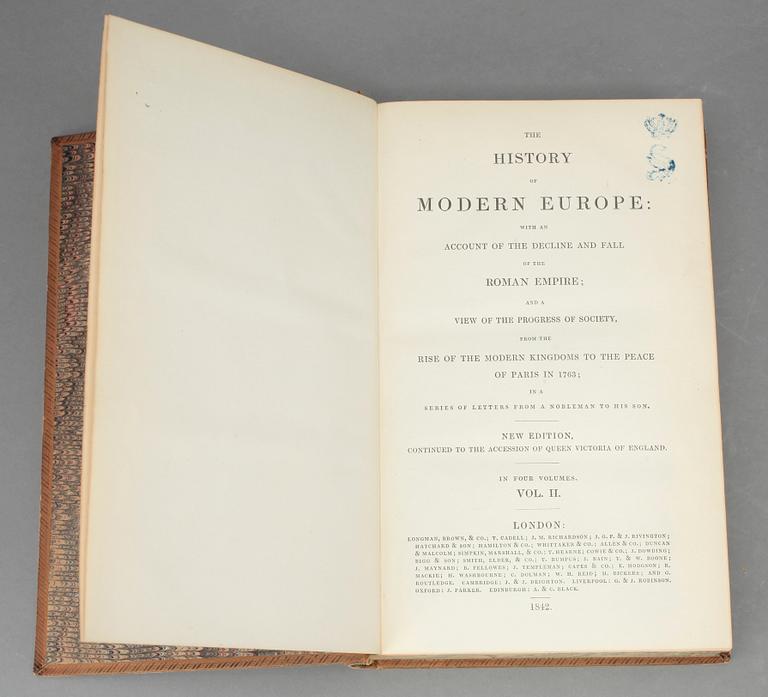 THE
HISTORY
OF
MODERN EUROPE:
WITH AN
ACCOUNT OF THE DECLINE AND FALL
OF THE
ROMAN EMPIRE;
AND A
VIEW OF THE PROGRESS OF SOCIETY,
FROM THE
RISE OF THE MODERN KINGDOMS TO THE PEACE
OF PARIS IN 1763;
IN A
SERIES OF LETTERS FROM A NOBLEMAN TO HIS SON.
NEW EDITION,
CONTINUED TO THE ACCESSION OF QUEEN VICTORIA OF ENGLAND.
IN FOUR VOLUMES.
VOL. II.
LONDON:
LONGMAN, BROWN, & CO.; T. CADELL; J. M. RICHARDSON; J. G. F. & J. RIVINGTON;
HATCHARD & SON; HAMILTON & CO.; WHITTAKER & CO.; ALLEN & CO.; DUNCAN
& MALCOLM; SIMPKIN, MARSHALL, & CO.; T. HEARNE; COWIE & CO.; J. DOWDING;
BIGG & SON; SMITH, ELDER, & CO.; T. BUMPUS; J. BAIN; T. & W. BOONE;
J. MAYNARD; B. FELLOWES; J. TEMPLEMAN; CAPES & CO.; E. HODGSON; R.
MACKIE; H. WASHBOURNE; C. DOLMAN; W. H. REID; H. BICKERS; AND G.
ROUTLEDGE. CAMBRIDGE: J. & J. DEIGHTON. LIVERPOOL: G. & J. ROBINSON.
OXFORD: J. PARKER. EDINBURGH: A. & C. BLACK.
1842.